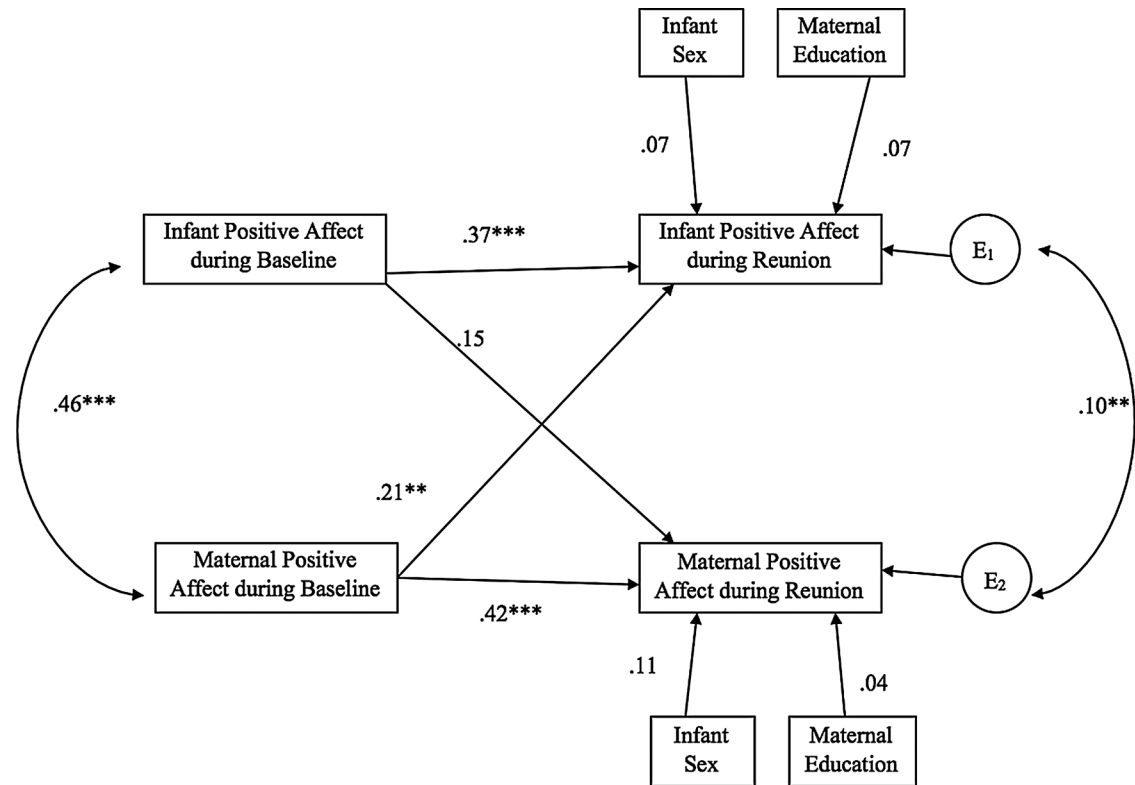 Infant
Sex
Maternal
Education
.07
.07
Infant Positive Affect
during Baseline
.37***
Infant Positive Affect
during Reunion
E₁
.15
.46***
.10**
.21**
Maternal Positive
Affect during Baseline
.42***
Maternal Positive
Affect during Reunion
E₂
.11
.04
Infant
Sex
Maternal
Education